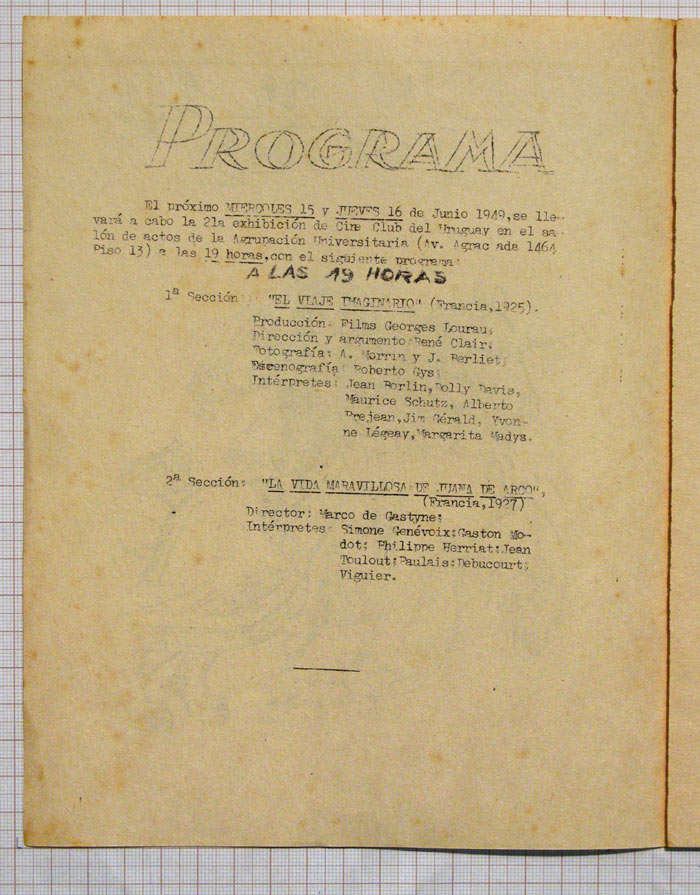 PROGRAMA
El próximo MIERCOLES 15 y JUEVES 16 de Junio 1949,se lle-
vará a cabo la 21a exhibición de Cine Club del Uruguay en el sa-
lón de actos de la Agrupación Universitaria (Av. Agrac ada 1464
Piso 13) a las 19 horas,con el siguiente programa:
A LAS 19 HORAS
1ª Sección: "EL VIAJE IMAGINARIO" (Francia,1925).
Producción: Films Georges Lourau;
Dirección y argumento:René Clair;
Fotografía: A. Morrin y J. Berliet;
Escenografía: Roberto Gys;
Intérpretes: Jean Borlin,Dolly Davis,
Maurice Schutz, Alberto
Prejean,Jim Gérald, Yvon-
ne Légeay,Margarita Madys.
2ª Sección: "LA VIDA MARAVILLOSA DE JUANA DE ARCO",
(Francia,1927)
Director: Marco de Gastyne;
Intérpretes: Simone Genévoix;Gaston Mo-
dot; Philippe Herriat;Jean
Toulout;Paulais;Debucourt;
Viguier.